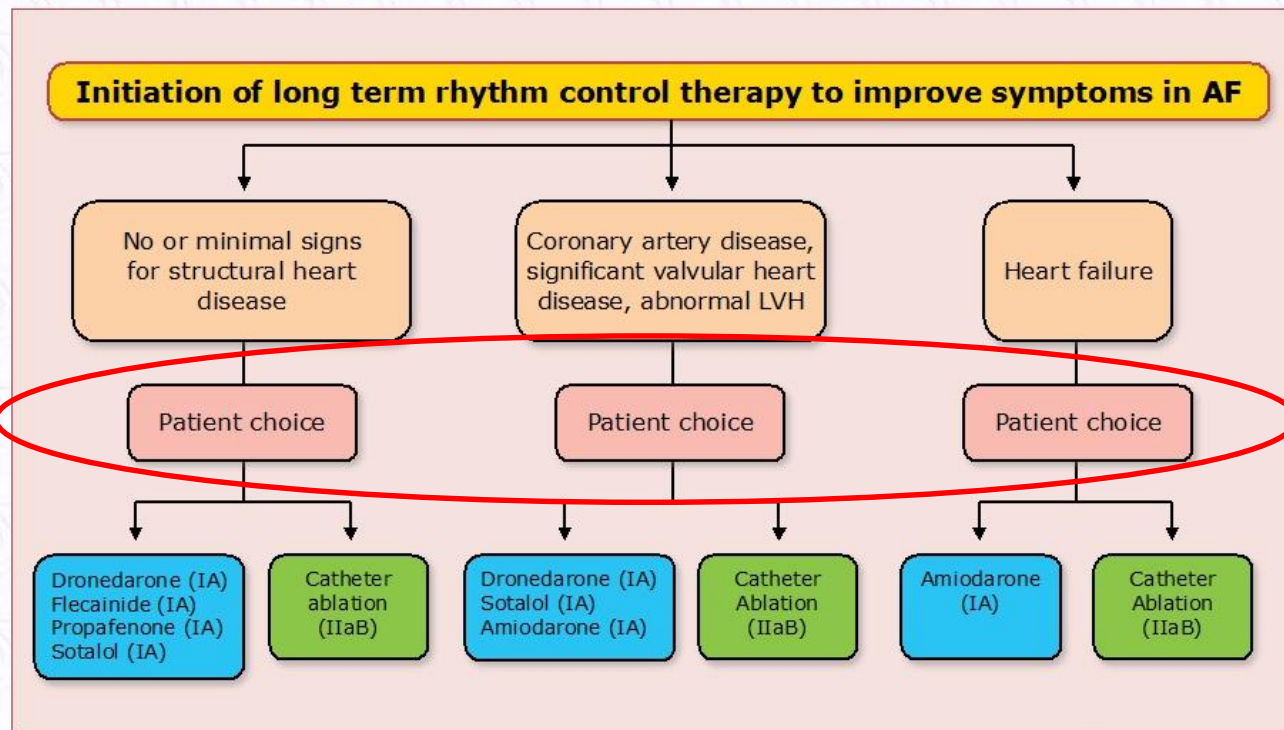 Initiation of long term rhythm control therapy to improve symptoms in AF
No or minimal signs
for structural heart
disease
Coronary artery disease,
significant valvular heart
disease, abnormal LVH
Heart failure
Patient choice
Patient choice
Patient choice
Dronedarone (IA)
Flecainide (IA)
Propafenone (IA)
Sotalol (IA)
Catheter
ablation
(IIaB)
Dronedarone (IA)
Sotalol (IA)
Amiodarone (IA)
Catheter
Ablation
(IIaB)
Amiodarone
(IA)
Catheter
Ablation
(IIaB)